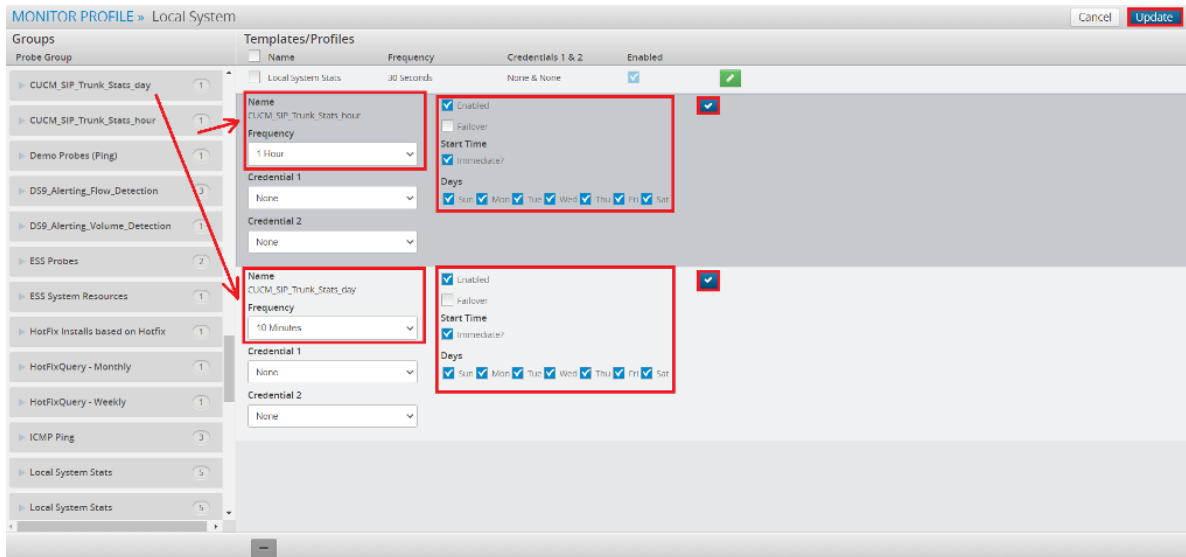 MONITOR PROFILE » Local System
Cancel
Update
Groups
Probe Group
CUCM_SIP_Trunk_Stats_day 1
CUCM_SIP_Trunk_Stats_hour 1
Demo Probes (Ping) 1
DS9_Alerting_Flow_Detection 3
DS9_Alerting_Volume_Detection 1
ESS Probes 2
ESS System Resources 1
HotFix Installs based on Hotfix 1
HotFixQuery - Monthly 1
HotFixQuery - Weekly 1
ICMP Ping 3
Local System Stats 5
Local System Stats 5
Templates/Profiles
Name Frequency Credentials 1 & 2 Enabled
Local System Stats 30 Seconds None & None
Name
CUCM_SIP_Trunk_Stats_hour
Frequency
1 Hour
Credential 1
None
Credential 2
None
Enabled
Failover
Start Time
Immediate?
Days
Sun Mon Tue Wed Thu Fri Sat
Name
CUCM_SIP_Trunk_Stats_day
Frequency
10 Minutes
Credential 1
None
Credential 2
None
Enabled
Failover
Start Time
Immediate?
Days
Sun Mon Tue Wed Thu Fri Sat